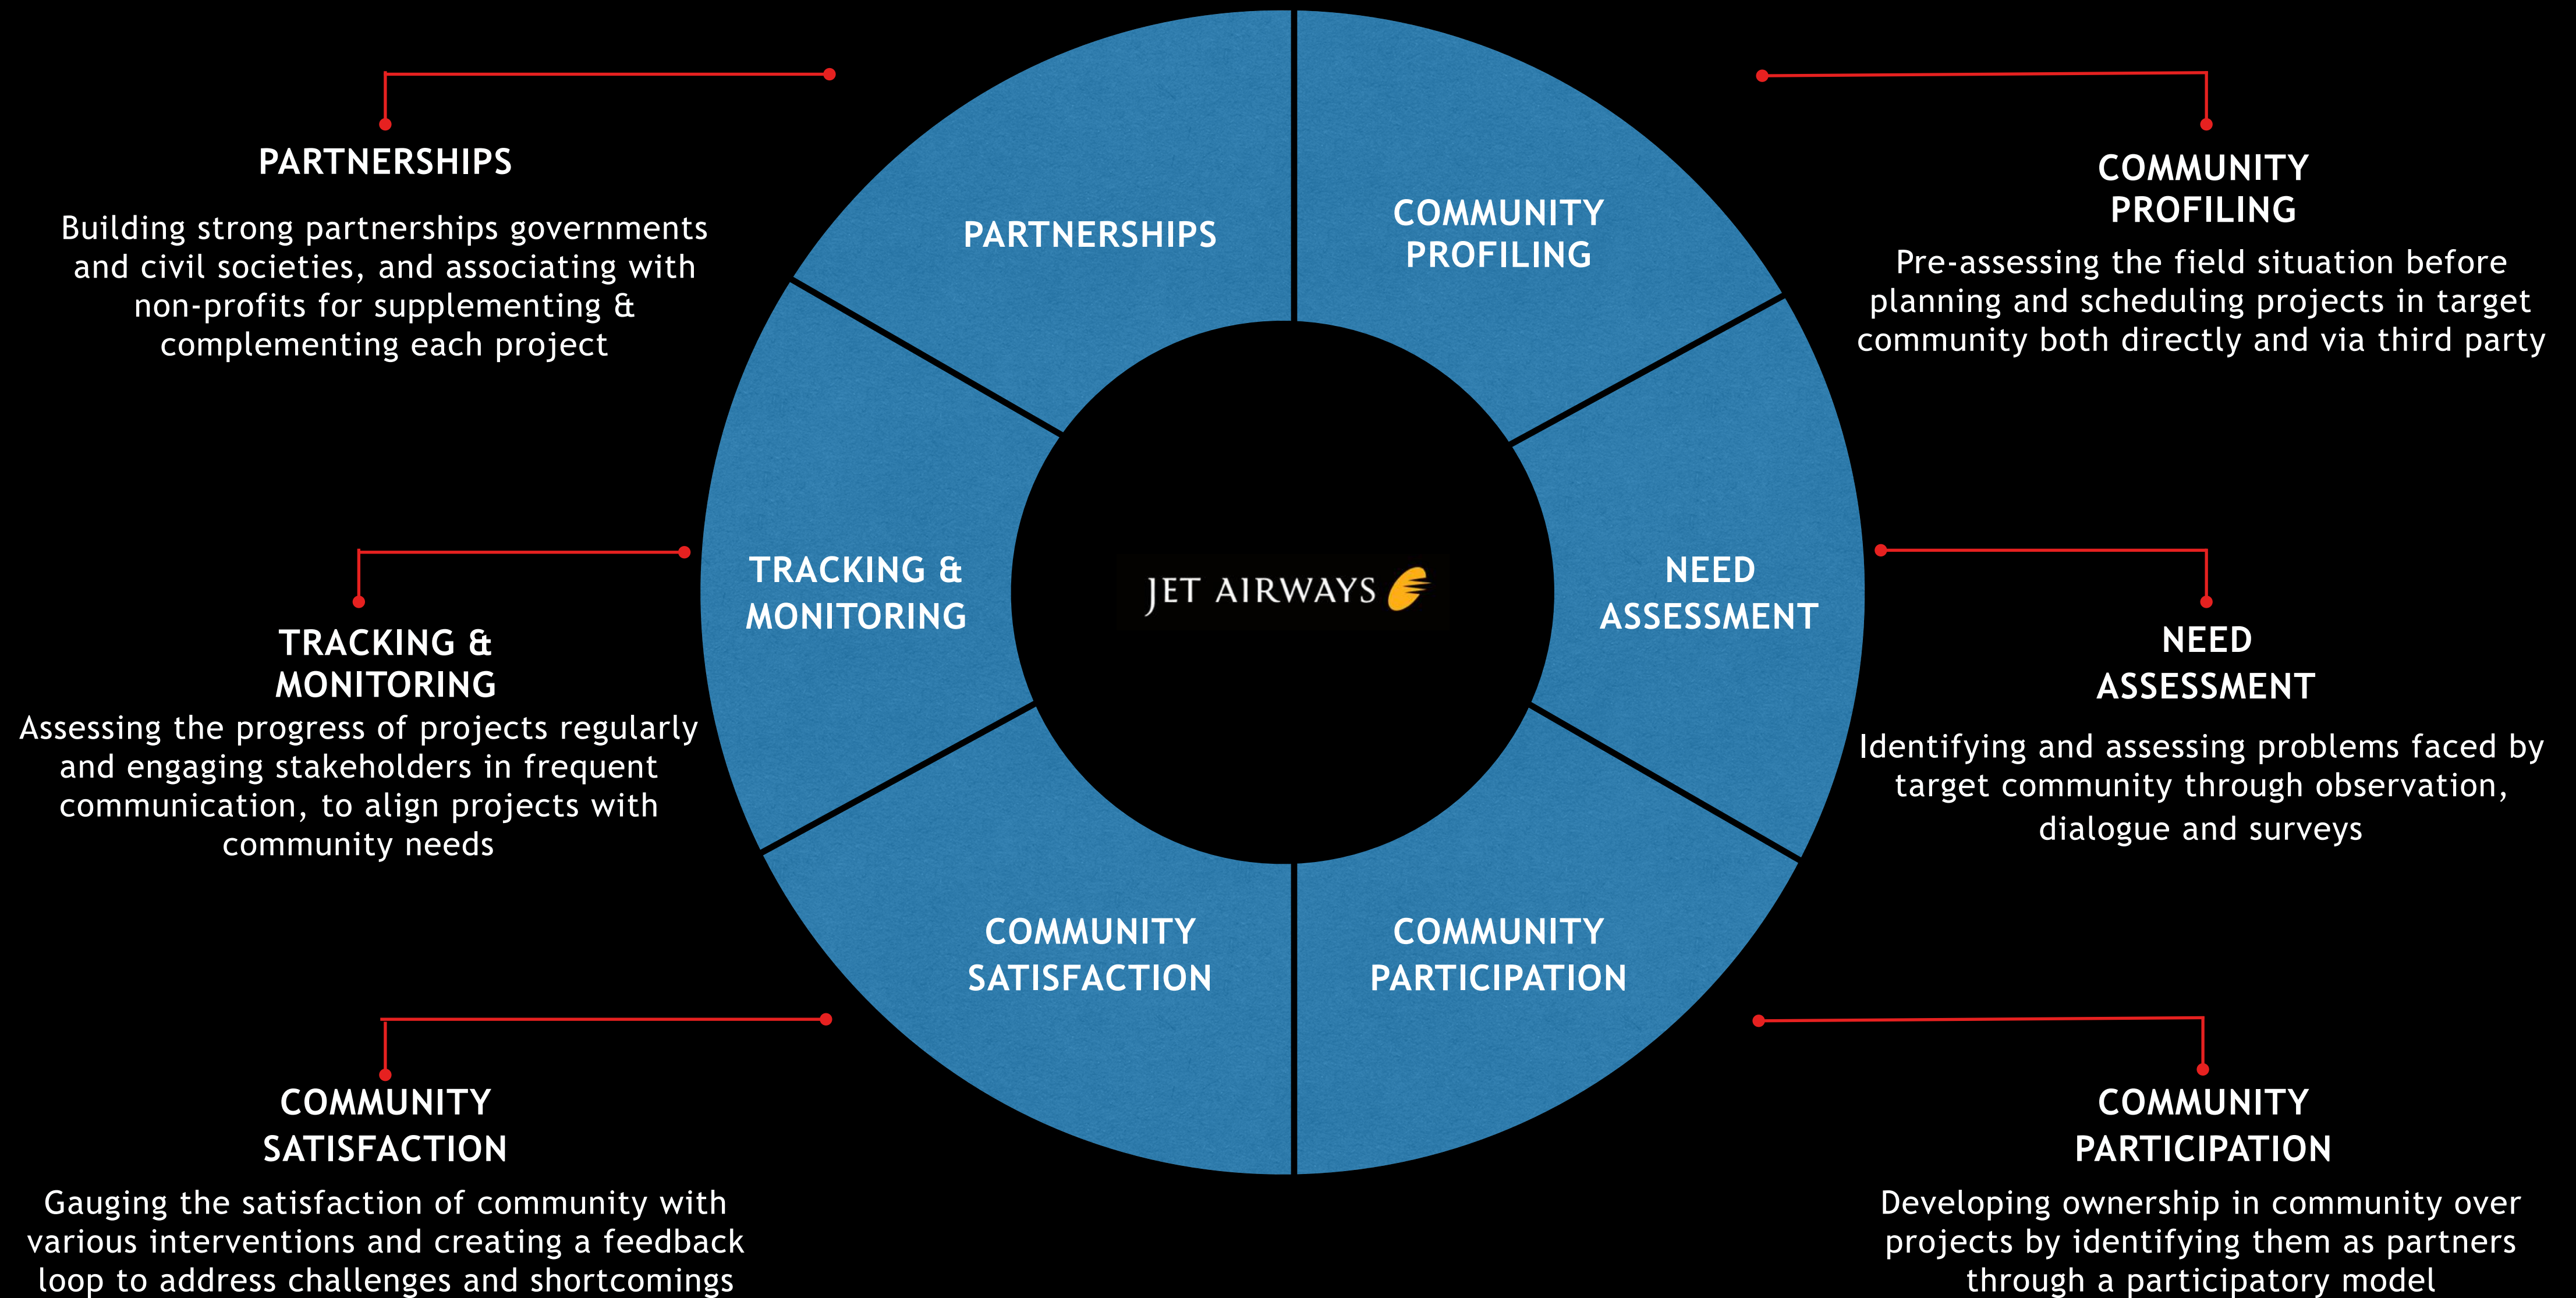 PARTNERSHIPS
Building strong partnerships governments
and civil societies, and associating with
non-profits for supplementing &
complementing each project
TRACKING &
MONITORING
Assessing the progress of projects regularly
and engaging stakeholders in frequent
communication, to align projects with
community needs
COMMUNITY
SATISFACTION
Gauging the satisfaction of community with
various interventions and creating a feedback
loop to address challenges and shortcomings
PARTNERSHIPS
COMMUNITY
PROFILING
TRACKING &
MONITORING
JET AIRWAYS
NEED
ASSESSMENT
COMMUNITY
SATISFACTION
COMMUNITY
PARTICIPATION
COMMUNITY
PROFILING
Pre-assessing the field situation before
planning and scheduling projects in target
community both directly and via third party
NEED
ASSESSMENT
Identifying and assessing problems faced by
target community through observation,
dialogue and surveys
COMMUNITY
PARTICIPATION
Developing ownership in community over
projects by identifying them as partners
through a participatory model